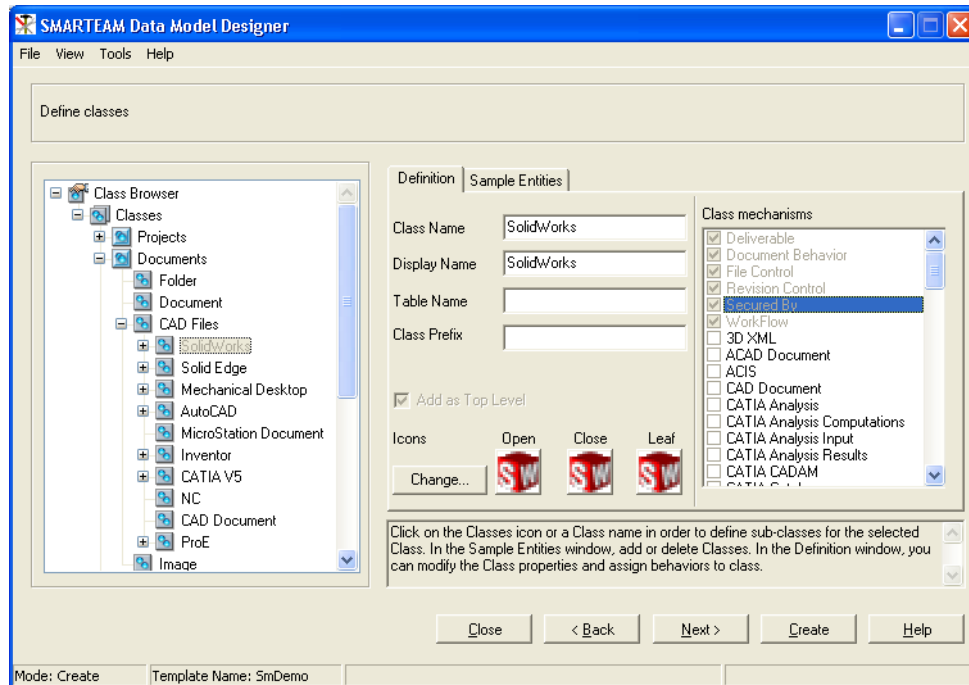 SMARTEAM Data Model Designer
File View Tools Help
Define classes
Class Browser
Classes
Projects
Documents
Folder
Document
CAD Files
SolidWorks
Solid Edge
Mechanical Desktop
AutoCAD
MicroStation Document
Inventor
CATIA V5
NC
CAD Document
ProE
Image
Definition Sample Entities
Class Name SolidWorks
Display Name SolidWorks
Table Name
Class Prefix
Add as Top Level
Icons Open Close Leaf
Change... SW SW SW
Class mechanisms
Deliverable
Document Behavior
File Control
Revision Control
Secured By
WorkFlow
3D XML
ACAD Document
ACIS
CAD Document
CATIA Analysis
CATIA Analysis Computations
CATIA Analysis Input
CATIA Analysis Results
CATIA CADAM
Click on the Classes icon or a Class name in order to define sub-classes for the selected
Class. In the Sample Entities window, add or delete Classes. In the Definition window, you
can modify the Class properties and assign behaviors to class.
Close < Back Next > Create Help
Mode: Create Template Name: SmDemo